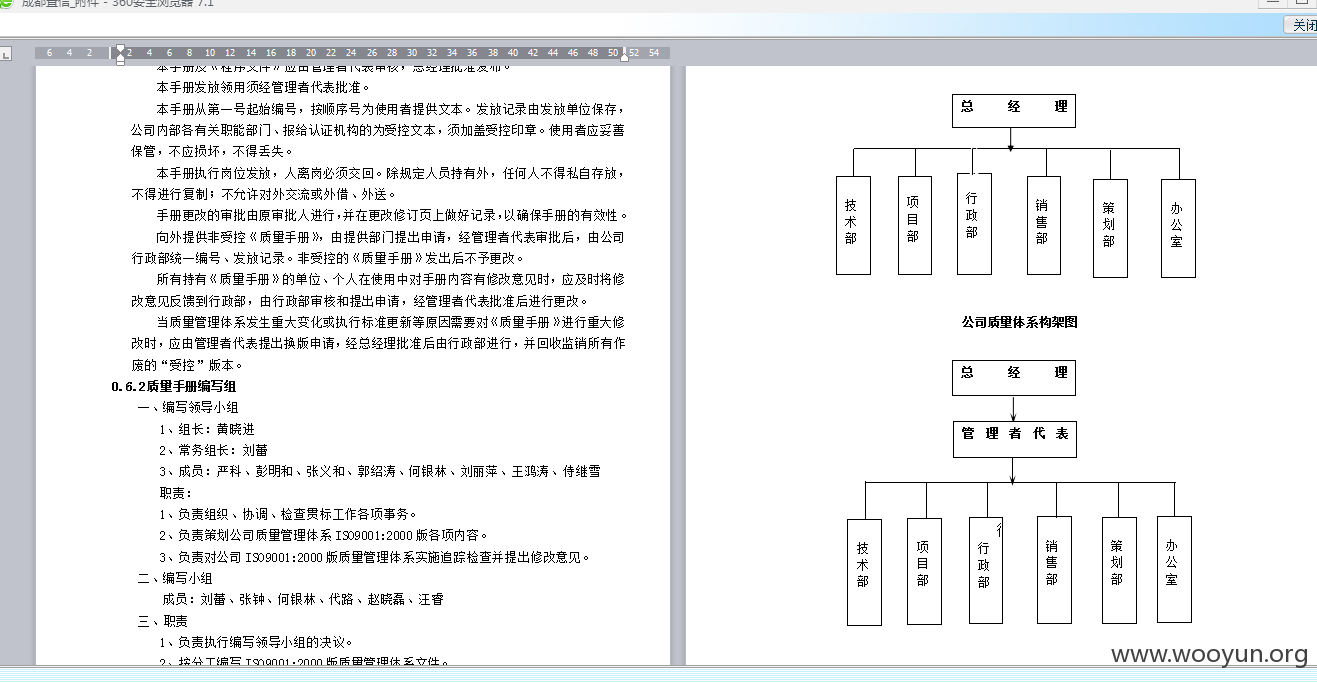 成都置信_附件 - 360安全浏览器 7.1
关闭
6 4 2 2 4 6 8 10 12 14 16 18 20 22 24 26 28 30 32 34 36 38 40 42 44 46 48 50 52 54
本手册及《程序文件》应由管理者代表审核，总经理批准发布。
本手册发放领用须经管理者代表批准。
本手册从第一号起始编号，按顺序号为使用者提供文本。发放记录由发放单位保存，
公司内部各有关职能部门、报给认证机构的为受控文本，须加盖受控印章。使用者应妥善
保管，不应损坏，不得丢失。
本手册执行岗位发放，人离岗必须交回。除规定人员持有外，任何人不得私自存放，
不得进行复制；不允许对外交流或外借、外送。
手册更改的审批由原审批人进行，并在更改修订页上做好记录，以确保手册的有效性。
向外提供非受控《质量手册》，由提供部门提出申请，经管理者代表审批后，由公司
行政部统一编号、发放记录。非受控的《质量手册》发出后不予更改。
所有持有《质量手册》的单位、个人在使用中对手册内容有修改意见时，应及时将修
改意见反馈到行政部，由行政部审核和提出申请，经管理者代表批准后进行更改。
当质量管理体系发生重大变化或执行标准更新等原因需要对《质量手册》进行重大修
改时，应由管理者代表提出换版申请，经总经理批准后由行政部进行，并回收监销所有作
废的“受控”版本。
0.6.2质量手册编写组
一、编写领导小组
1、组长：黄晓进
2、常务组长：刘蕾
3、成员：严科、彭明和、张义和、郭绍涛、何银林、刘丽萍、王鸿涛、侍继雪
职责：
1、负责组织、协调、检查贯标工作各项事务。
2、负责策划公司质量管理体系 ISO9001:2000 版各项内容。
3、负责对公司 ISO9001:2000 版质量管理体系实施追踪检查并提出修改意见。
二、编写小组
成员：刘蕾、张钟、何银林、代路、赵晓磊、汪睿
三、职责
1、负责执行编写领导小组的决议。
2、按分工编写 ISO9001:2000 版质量管理体系文件。
总 经 理
技术部
项目部
行政部
销售部
策划部
办公室
公司质量体系构架图
总 经 理
管 理 者 代 表
技术部
项目部
行政部
销售部
策划部
办公室
www.wooyun.org